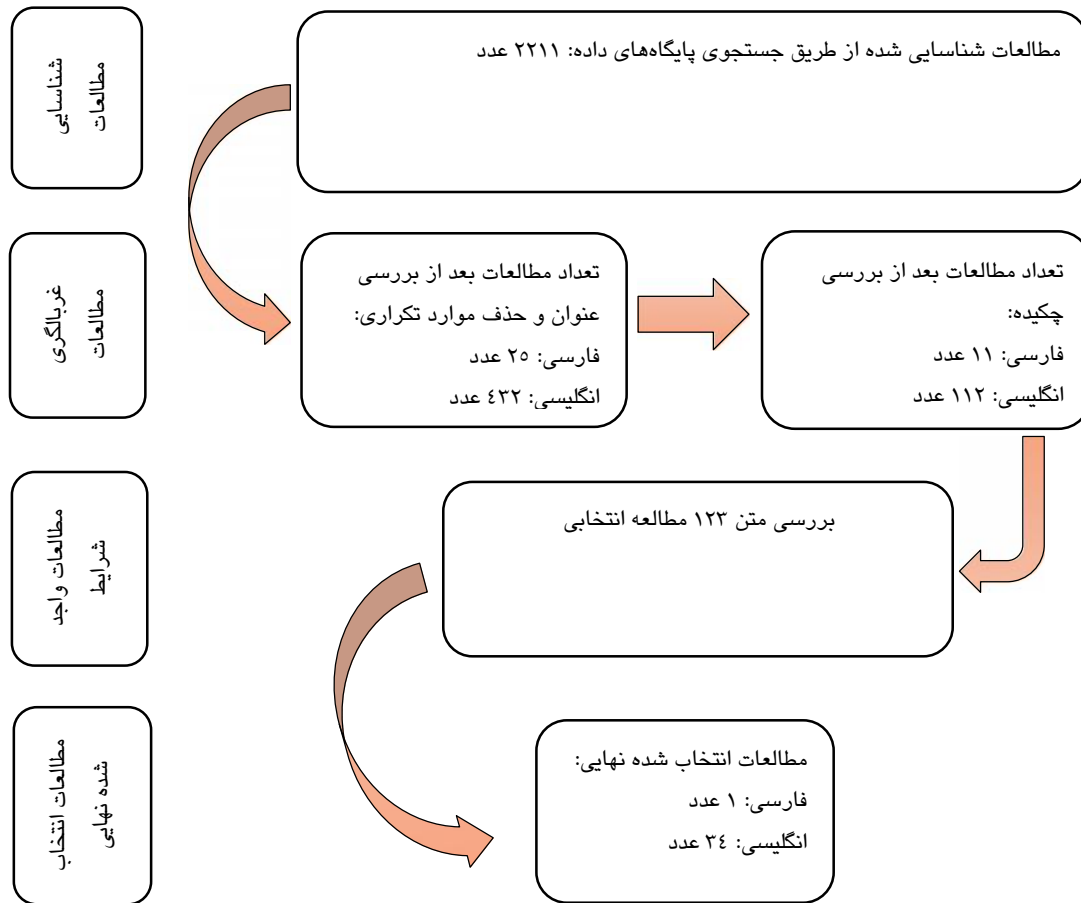 مطالعات شناسایی شده از طریق جستجوی پایگاه‌های داده: ۲۲۱۱ عدد
شناسایی
مطالعات
تعداد مطالعات بعد از بررسی
عنوان و حذف موارد تکراری:
فارسی: ۲٥ عدد
انگلیسی: ٤۳۲ عدد
تعداد مطالعات بعد از بررسی
چکیده:
فارسی: ۱۱ عدد
انگلیسی: ۱۱۲ عدد
غربالگری
مطالعات
بررسی متن ۱۲۳ مطالعه انتخابی
مطالعات واجد
شرایط
مطالعات انتخاب شده نهایی:
فارسی: ۱ عدد
انگلیسی: ۳٤ عدد
مطالعات انتخاب
شده نهایی